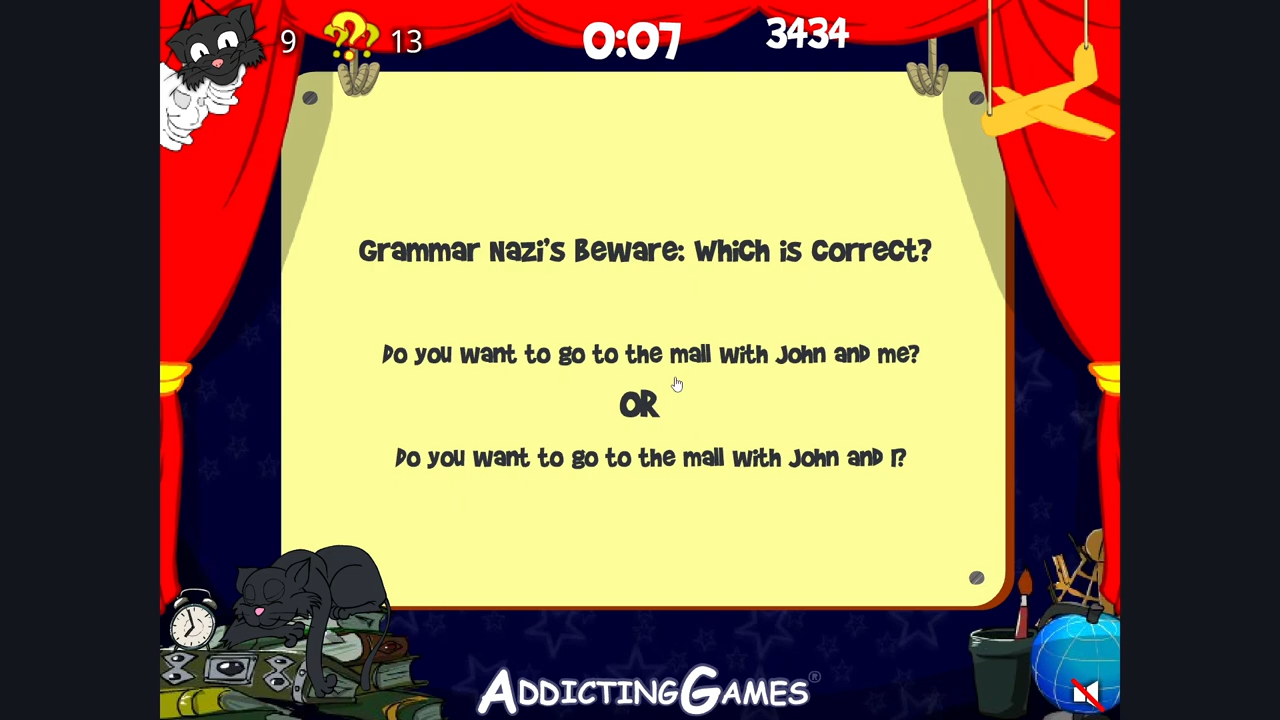 9 ?? 13 0:07 3434
Grammar Nazi's Beware: Which is correct?
Do you want to go to the mall with John and me?
OR
Do you want to go to the mall with John and I?
AddictingGames®